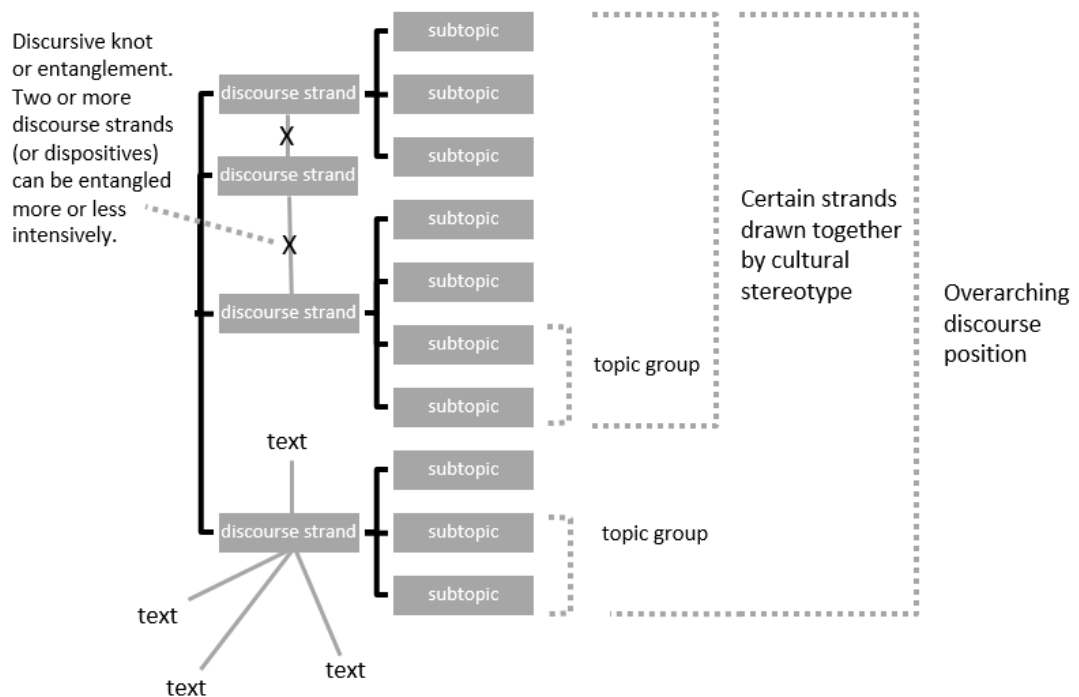 Discursive knot
or entanglement.
Two or more
discourse strands
(or dispositives)
can be entangled
more or less
intensively.
discourse strand
X
discourse strand
X
discourse strand
text
discourse strand
text
text
text
subtopic
subtopic
subtopic
subtopic
subtopic
subtopic
subtopic
subtopic
subtopic
subtopic
topic group
topic group
Certain strands
drawn together
by cultural
stereotype
Overarching
discourse
position